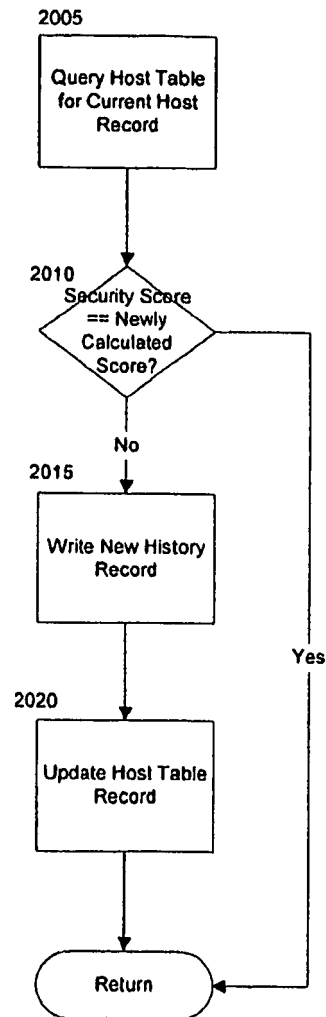 2005
Query Host Table
for Current Host
Record
2010
Security Score
== Newly
Calculated
Score?
No
2015
Write New History
Record
Yes
2020
Update Host Table
Record
Return